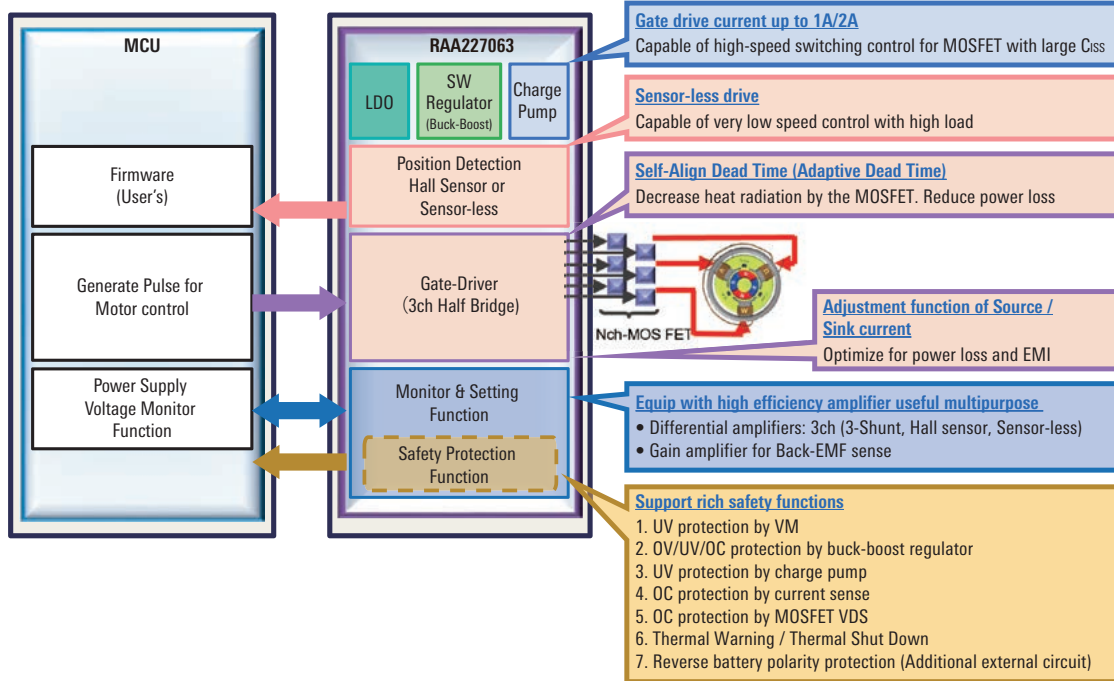 MCU
Firmware
(User's)
Generate Pulse for
Motor control
Power Supply
Voltage Monitor
Function
RAA227063
LDO
SW
Regulator
(Buck-Boost)
Charge
Pump
Position Detection
Hall Sensor or
Sensor-less
Gate-Driver
(3ch Half Bridge)
Monitor & Setting
Function
Safety Protection
Function
Nch-MOS FET
Gate drive current up to 1A/2A
Capable of high-speed switching control for MOSFET with large CISS
Sensor-less drive
Capable of very low speed control with high load
Self-Align Dead Time (Adaptive Dead Time)
Decrease heat radiation by the MOSFET. Reduce power loss
Adjustment function of Source /
Sink current
Optimize for power loss and EMI
Equip with high efficiency amplifier useful multipurpose
• Differential amplifiers: 3ch (3-Shunt, Hall sensor, Sensor-less)
• Gain amplifier for Back-EMF sense
Support rich safety functions
1. UV protection by VM
2. OV/UV/OC protection by buck-boost regulator
3. UV protection by charge pump
4. OC protection by current sense
5. OC protection by MOSFET VDS
6. Thermal Warning / Thermal Shut Down
7. Reverse battery polarity protection (Additional external circuit)